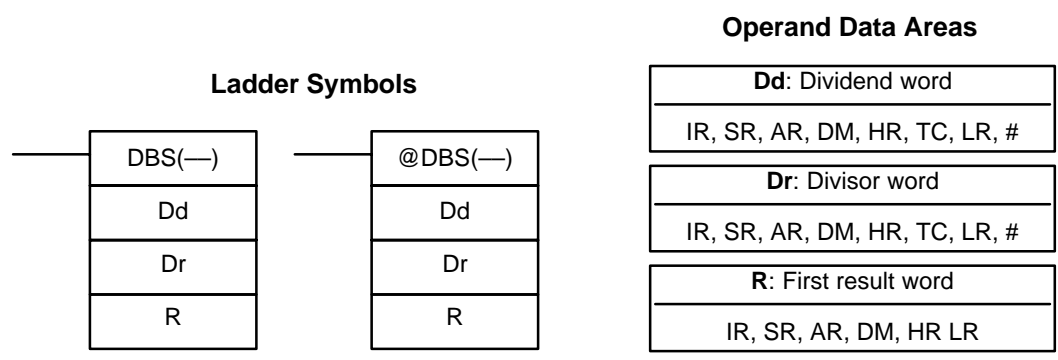 Operand Data Areas
Ladder Symbols
DBS(—)
Dd
Dr
R
@DBS(—)
Dd
Dr
R
Dd: Dividend word
IR, SR, AR, DM, HR, TC, LR, #
Dr: Divisor word
IR, SR, AR, DM, HR, TC, LR, #
R: First result word
IR, SR, AR, DM, HR LR